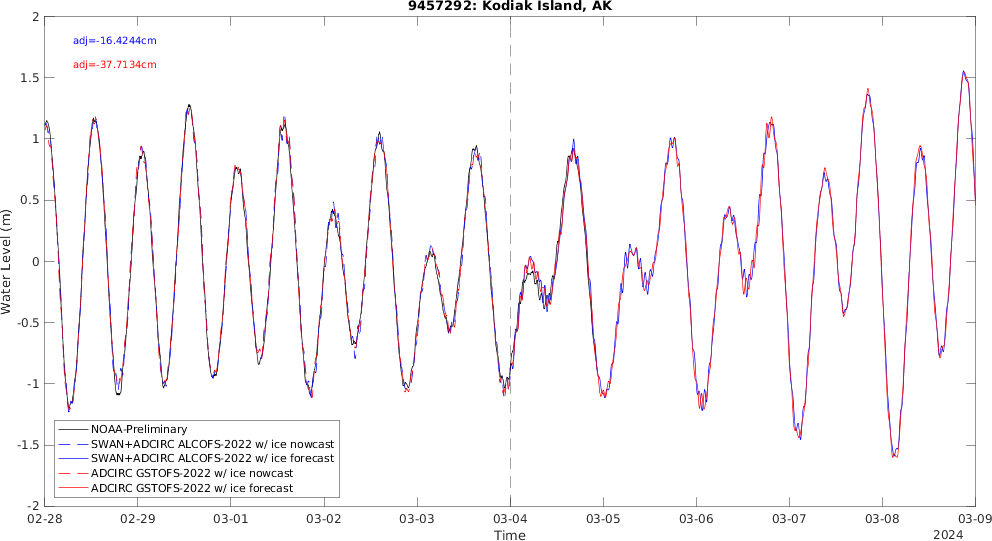 9457292: Kodiak Island, AK
adj=-16.4244cm
adj=-37.7134cm
Water Level (m)
2
1.5
1
0.5
0
-0.5
-1
-1.5
-2
NOAA-Preliminary
SWAN+ADCIRC ALCOFS-2022 w/ ice nowcast
SWAN+ADCIRC ALCOFS-2022 w/ ice forecast
ADCIRC GSTOFS-2022 w/ ice nowcast
ADCIRC GSTOFS-2022 w/ ice forecast
02-28 02-29 03-01 03-02 03-03 03-04 03-05 03-06 03-07 03-08 03-09
Time
2024